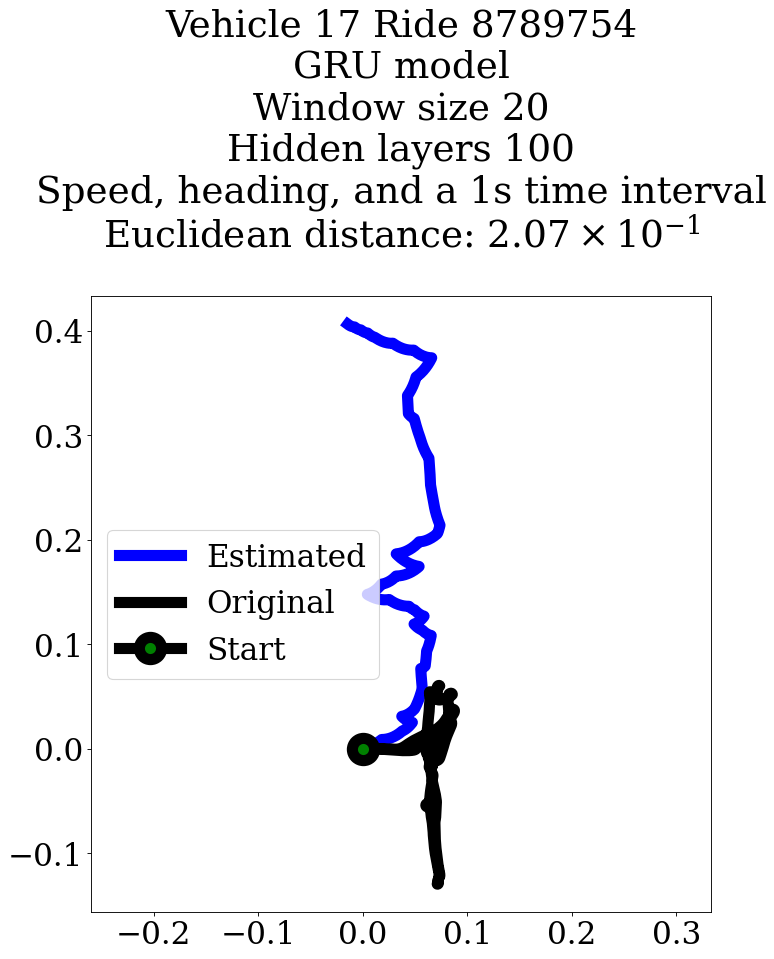 Vehicle 17 Ride 8789754
GRU model
Window size 20
Hidden layers 100
Speed, heading, and a 1s time interval
Euclidean distance: 2.07 × 10⁻¹
0.4
0.3
0.2
0.1
0.0
−0.1
Estimated
Original
Start
−0.2 −0.1 0.0 0.1 0.2 0.3